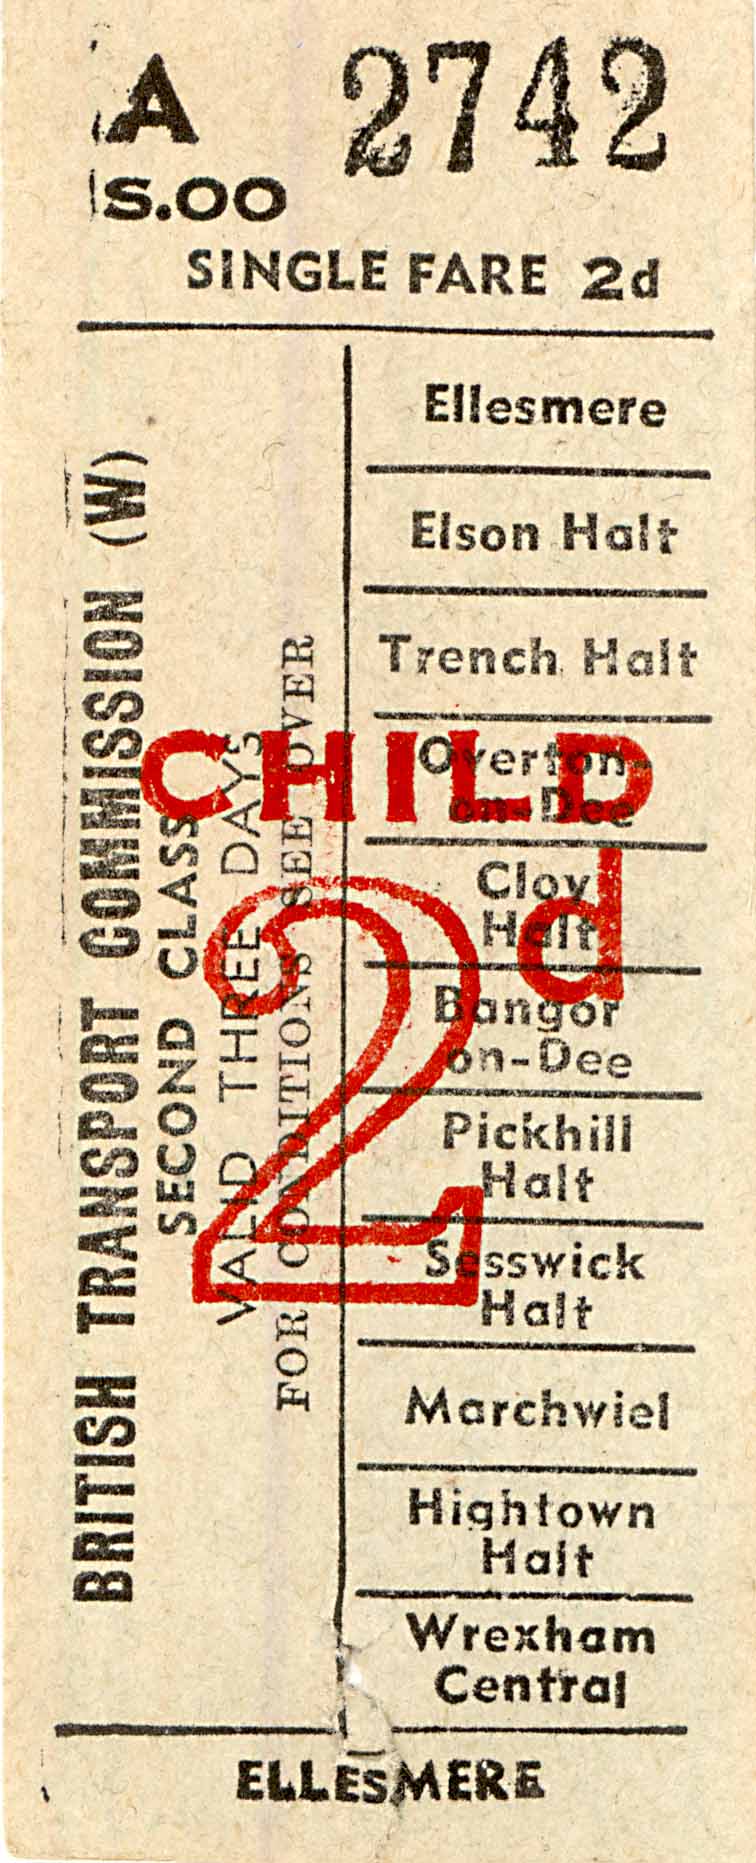 A 2742
S.00
SINGLE FARE 2d
BRITISH TRANSPORT COMMISSION (W)
SECOND CLASS
VALID THREE DAYS
FOR CONDITIONS SEE OVER
CHILD
2d
Ellesmere
Elson Halt
Trench Halt
Overton-
on-Dee
Cloy
Halt
Bangor
on-Dee
Pickhill
Halt
Sesswick
Halt
Marchwiel
Hightown
Halt
Wrexham
Central
ELLESMERE